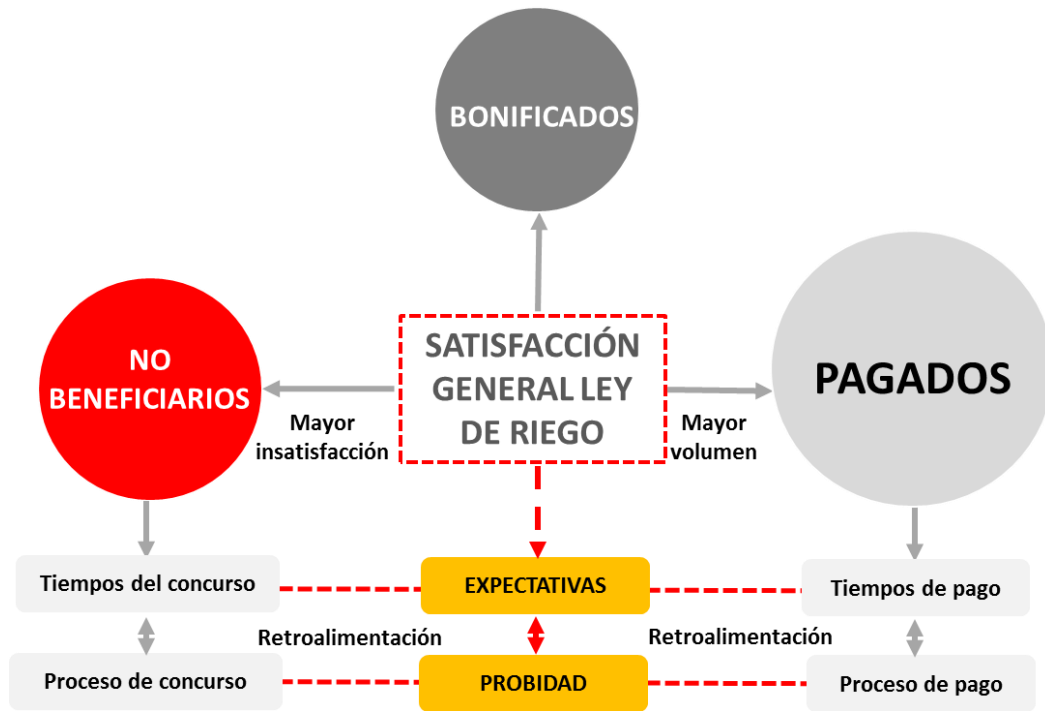 BONIFICADOS
NO
BENEFICIARIOS
SATISFACCIÓN
GENERAL LEY
DE RIEGO
PAGADOS
Mayor
insatisfacción
Mayor
volumen
Tiempos del concurso
EXPECTATIVAS
Tiempos de pago
Retroalimentación
Retroalimentación
Proceso de concurso
PROBIDAD
Proceso de pago